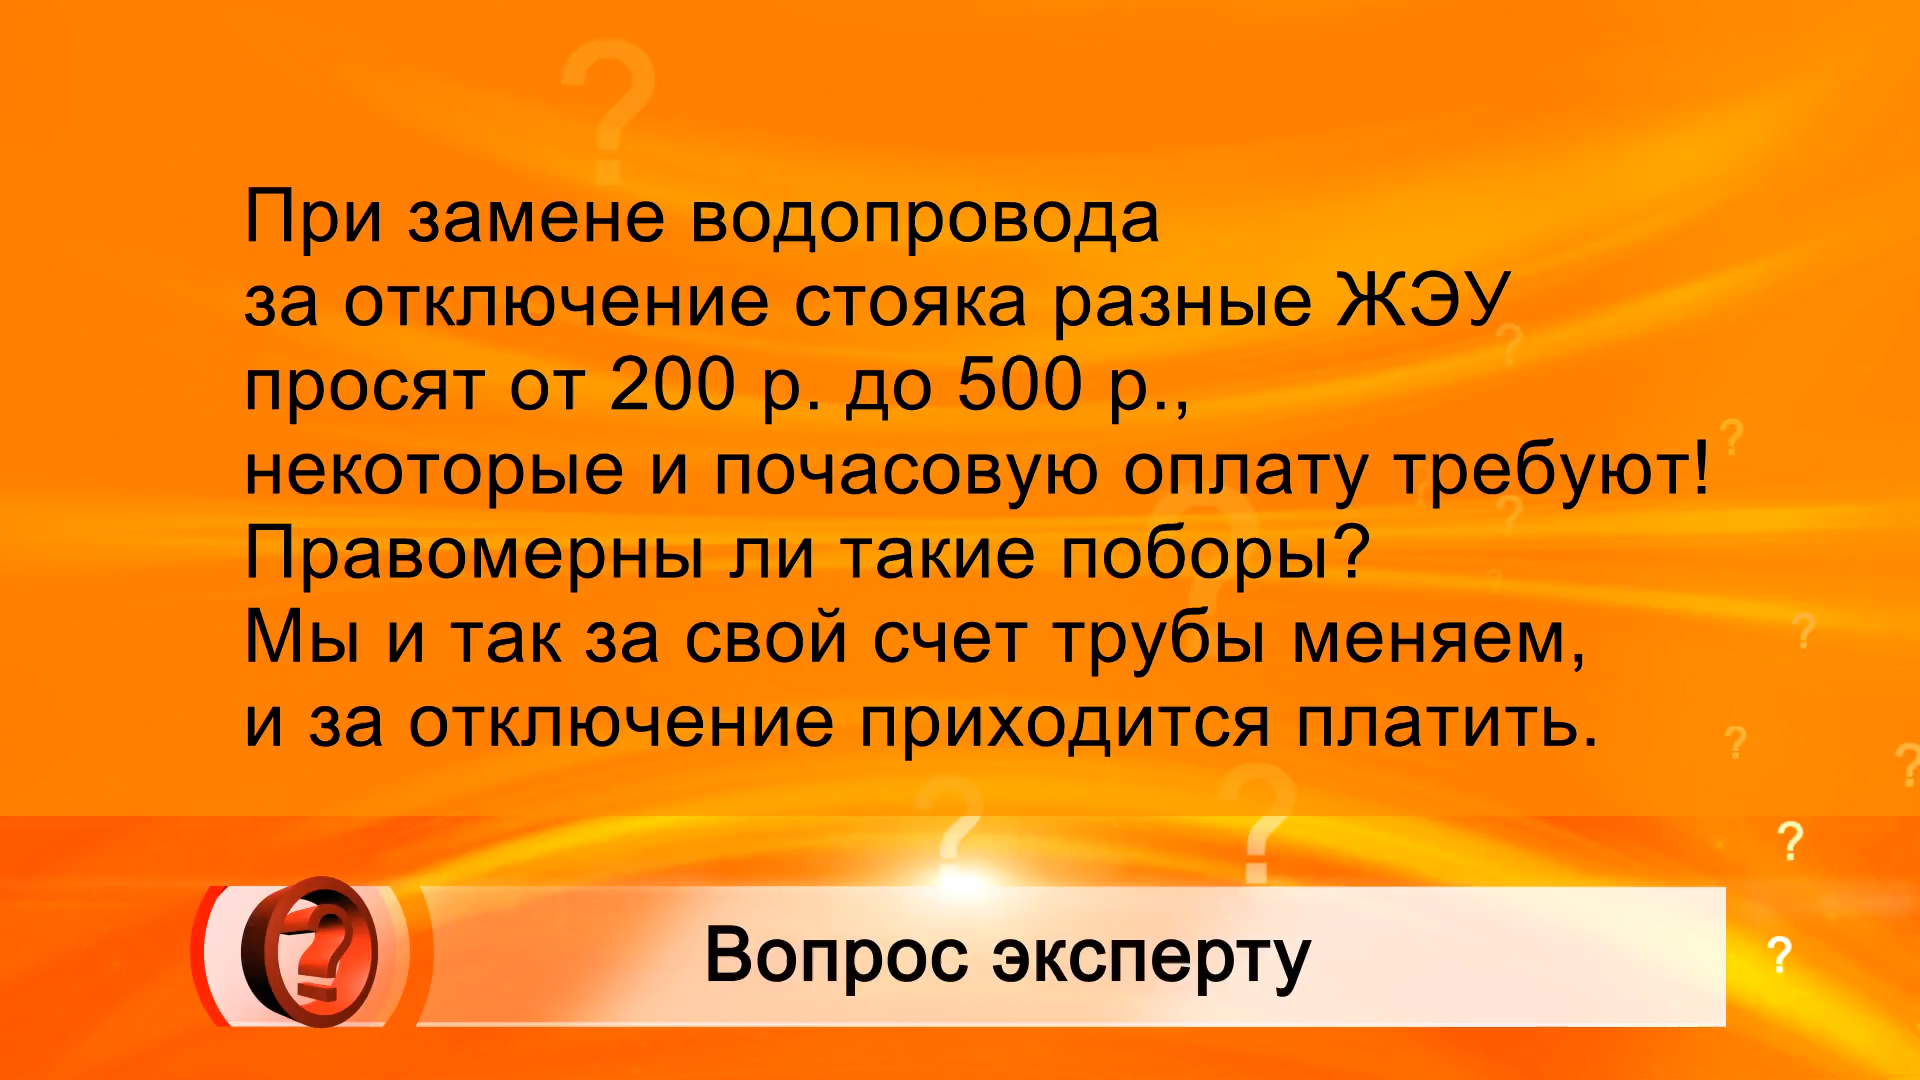 При замене водопровода
за отключение стояка разные ЖЭУ
просят от 200 р. до 500 р.,
некоторые и почасовую оплату требуют!
Правомерны ли такие поборы?
Мы и так за свой счет трубы меняем,
и за отключение приходится платить.
Вопрос эксперту